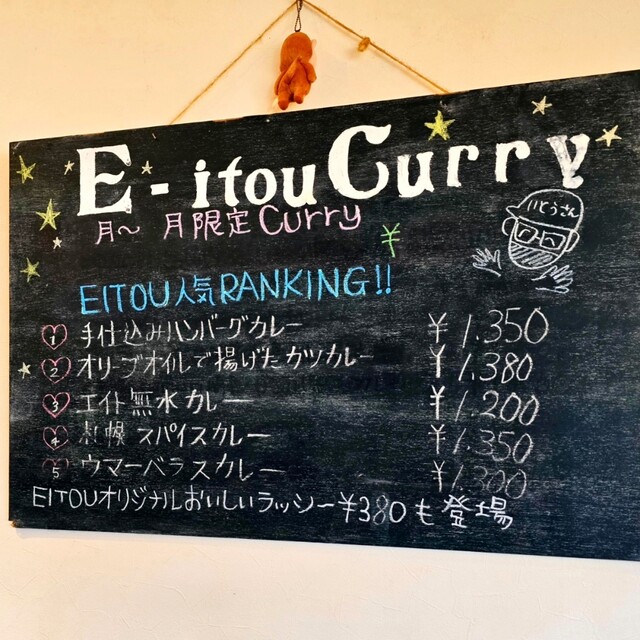 E-itou Curry
月～ 月限定 Curry
¥
いとうさん
EITOU人気RANKING!!
1 手仕込みハンバーグカレー ¥1.350
2 オリーブオイルで揚げたカツカレー ¥1.380
3 エイト無水カレー ¥1.200
4 札幌スパイスカレー ¥1.350
5 ウマーベラスカレー ¥1.300
EITOUオリジナルおいしいラッシー¥380も登場